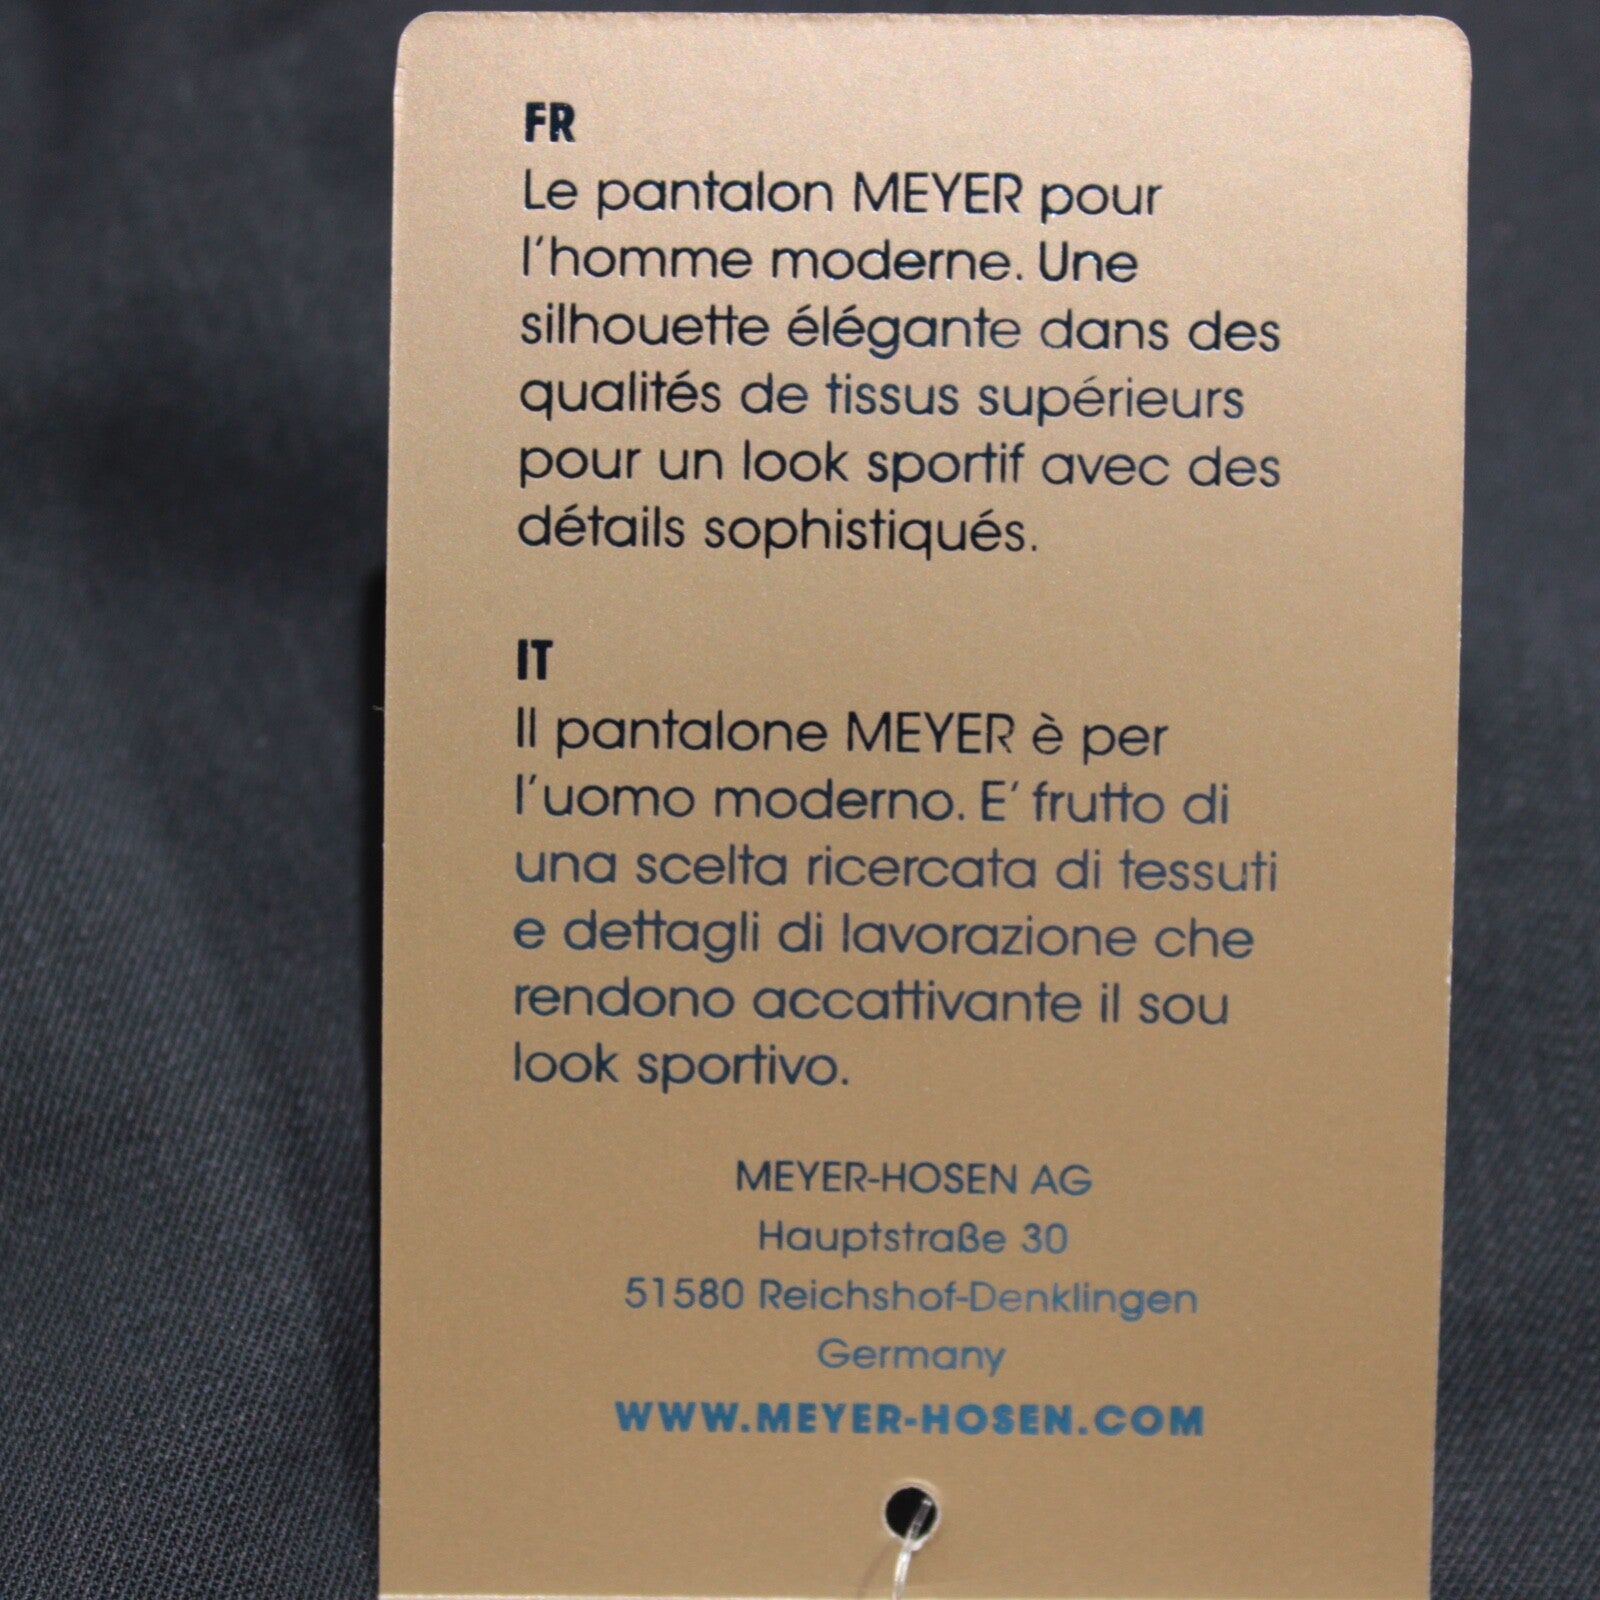 FR
Le pantalon MEYER pour
l'homme moderne. Une
silhouette élégante dans des
qualités de tissus supérieurs
pour un look sportif avec des
détails sophistiqués.
IT
Il pantalone MEYER è per
l'uomo moderno. E' frutto di
una scelta ricercata di tessuti
e dettagli di lavorazione che
rendono accattivante il sou
look sportivo.
MEYER-HOSEN AG
Hauptstraße 30
51580 Reichshof-Denklingen
Germany
WWW.MEYER-HOSEN.COM